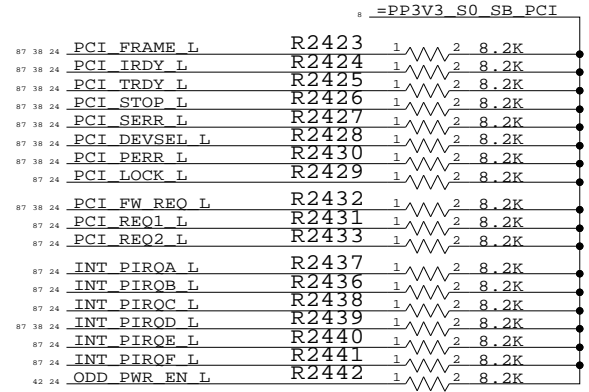 8 =PP3V3_S0_SB_PCI
87 38 24 PCI_FRAME_L R2423 1 2 8.2K
87 38 24 PCI_IRDY_L R2424 1 2 8.2K
87 38 24 PCI_TRDY_L R2425 1 2 8.2K
87 38 24 PCI_STOP_L R2426 1 2 8.2K
87 38 24 PCI_SERR_L R2427 1 2 8.2K
87 38 24 PCI_DEVSEL_L R2428 1 2 8.2K
87 38 24 PCI_PERR_L R2430 1 2 8.2K
87 24 PCI_LOCK_L R2429 1 2 8.2K
87 38 24 PCI_FW_REQ_L R2432 1 2 8.2K
87 24 PCI_REQ1_L R2431 1 2 8.2K
87 24 PCI_REQ2_L R2433 1 2 8.2K
87 24 INT_PIRQA_L R2437 1 2 8.2K
87 24 INT_PIRQB_L R2436 1 2 8.2K
87 24 INT_PIRQC_L R2438 1 2 8.2K
87 38 24 INT_PIRQD_L R2439 1 2 8.2K
87 24 INT_PIRQE_L R2440 1 2 8.2K
87 24 INT_PIRQF_L R2441 1 2 8.2K
42 24 ODD_PWR_EN_L R2442 1 2 8.2K